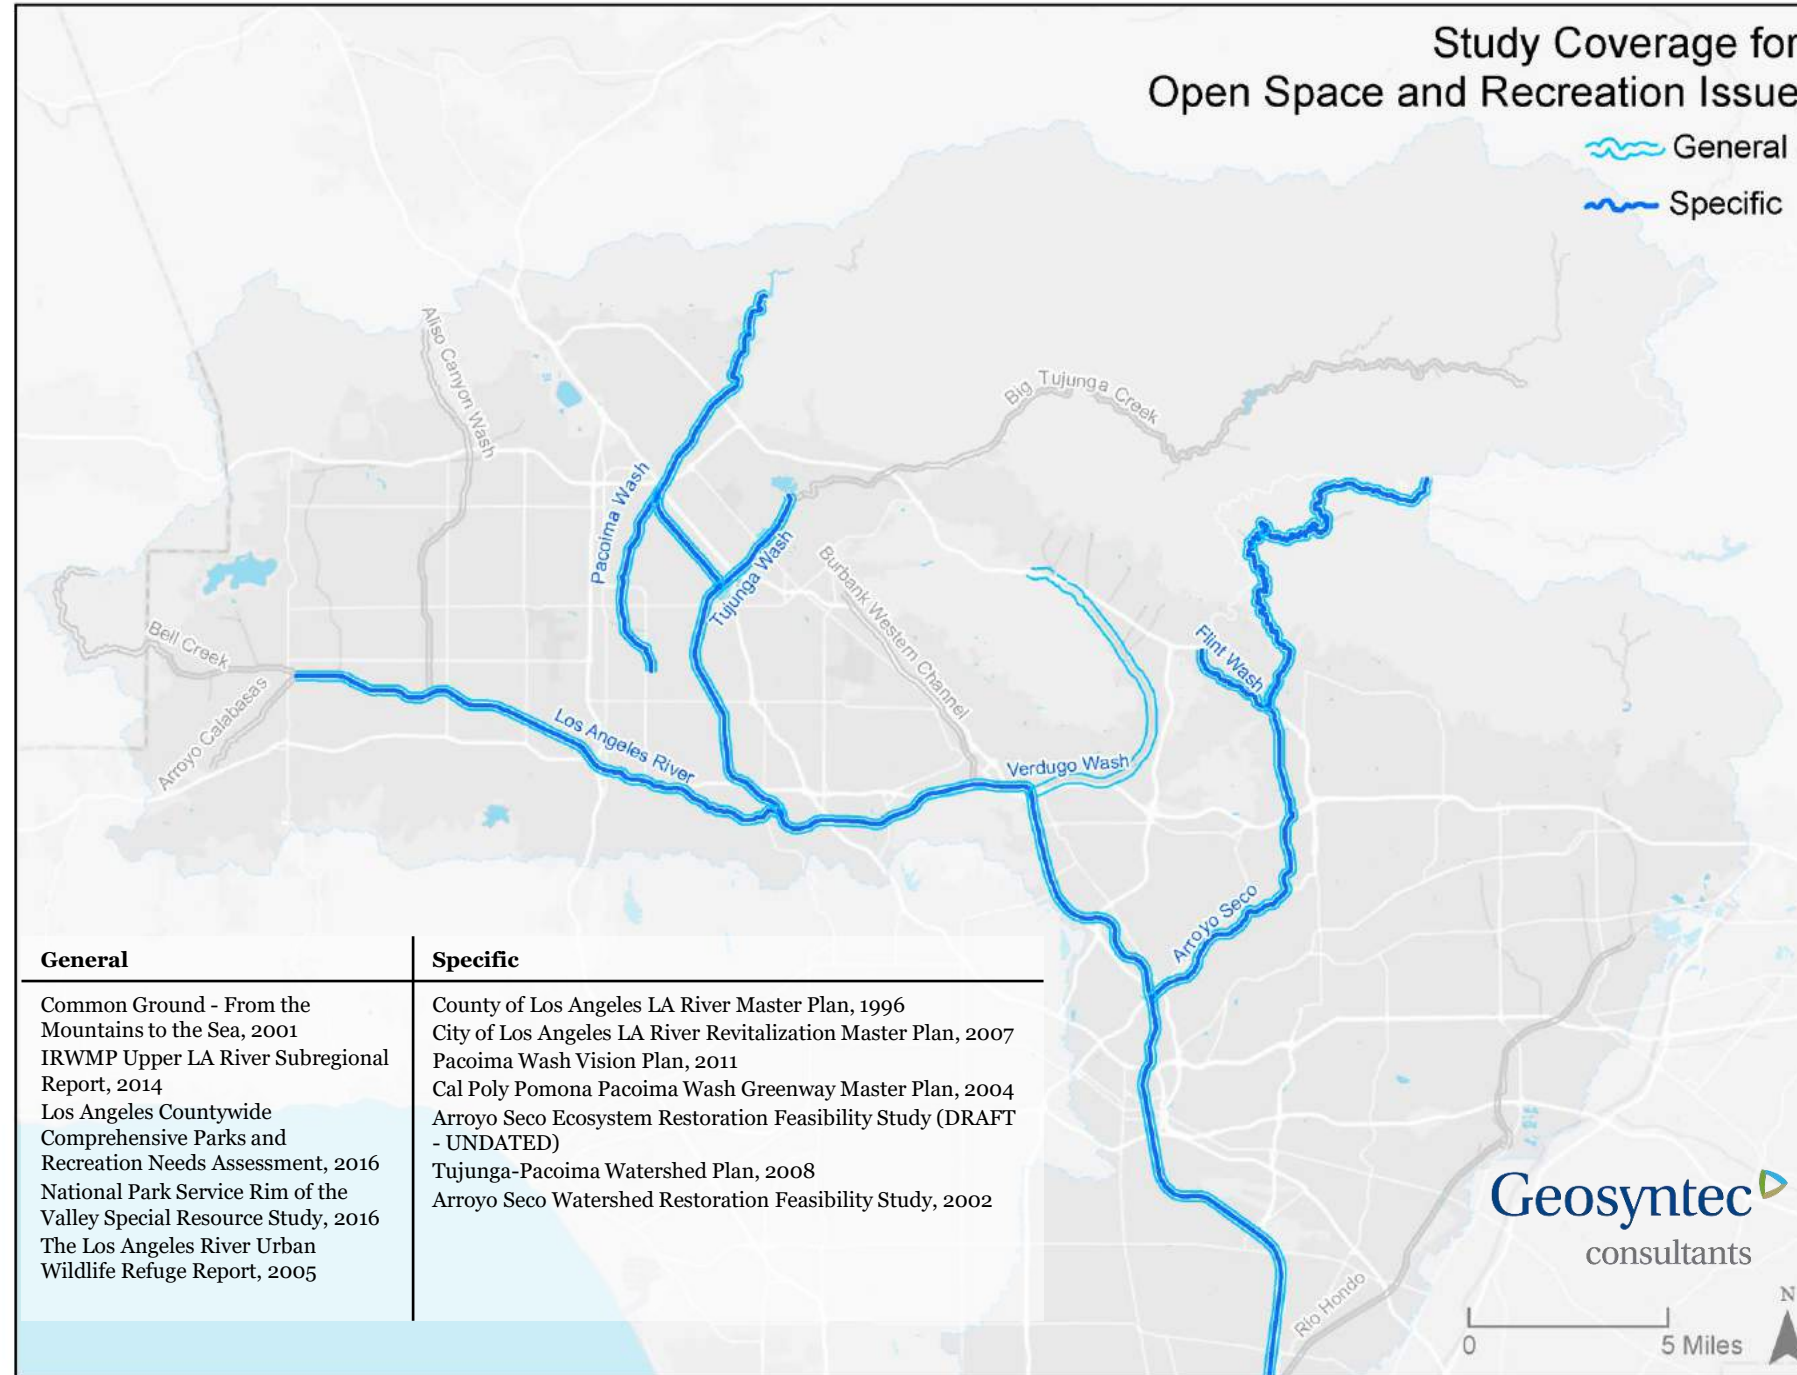 Study Coverage for
Open Space and Recreation Issue
General
Specific
Aliso Canyon Wash
Big Tujunga Creek
Pacoima Wash
Tujunga Wash
Burbank Western Channel
Bell Creek
Flint Wash
Arroyo Calabasas
Los Angeles River
Verdugo Wash
Arroyo Seco
General
Common Ground - From the
Mountains to the Sea, 2001
IRWMP Upper LA River Subregional
Report, 2014
Los Angeles Countywide
Comprehensive Parks and
Recreation Needs Assessment, 2016
National Park Service Rim of the
Valley Special Resource Study, 2016
The Los Angeles River Urban
Wildlife Refuge Report, 2005
Specific
County of Los Angeles LA River Master Plan, 1996
City of Los Angeles LA River Revitalization Master Plan, 2007
Pacoima Wash Vision Plan, 2011
Cal Poly Pomona Pacoima Wash Greenway Master Plan, 2004
Arroyo Seco Ecosystem Restoration Feasibility Study (DRAFT
- UNDATED)
Tujunga-Pacoima Watershed Plan, 2008
Arroyo Seco Watershed Restoration Feasibility Study, 2002
Geosyntec
consultants
Rio Hondo
N
0 5 Miles